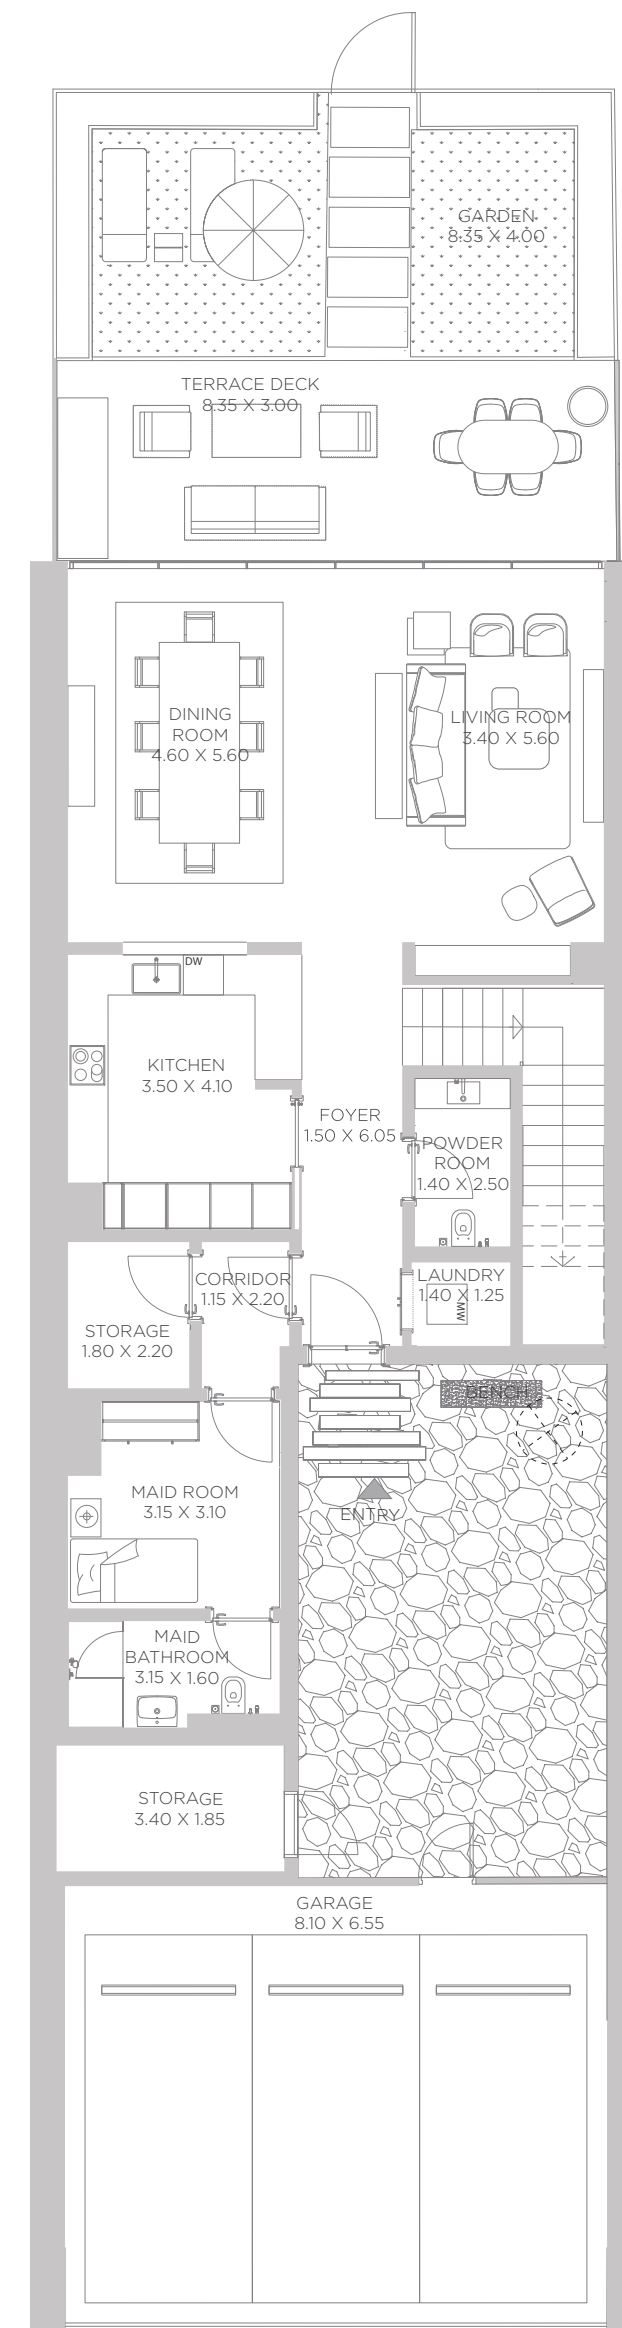 GARDEN
8.35 X 4.00
TERRACE DECK
8.35 X 3.00
DINING
ROOM
4.60 X 5.60
LIVING ROOM
3.40 X 5.60
DW
KITCHEN
3.50 X 4.10
FOYER
1.50 X 6.05
POWDER
ROOM
1.40 X 2.50
CORRIDOR
1.15 X 2.20
LAUNDRY
1.40 X 1.25
MW
STORAGE
1.80 X 2.20
BENCH
MAID ROOM
3.15 X 3.10
ENTRY
MAID
BATHROOM
3.15 X 1.60
STORAGE
3.40 X 1.85
GARAGE
8.10 X 6.55